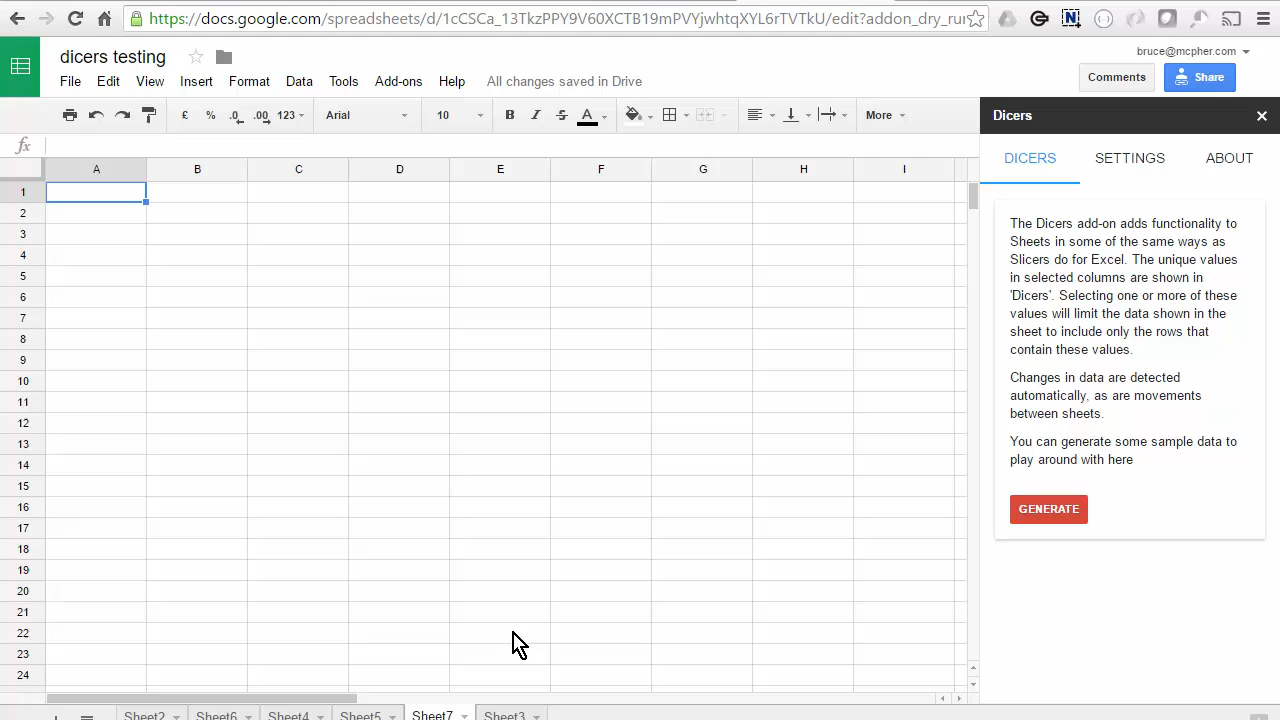 https://docs.google.com/spreadsheets/d/1cCSCa_13TkzPPY9V60XCTB19mPVYjwhtqXYL6rTVTkU/edit?addon_dry_run
dicers testing
bruce@mcpher.com
File Edit View Insert Format Data Tools Add-ons Help All changes saved in Drive
Comments
Share
£ % .0 .00 123 Arial 10 B I S A More
fx
A B C D E F G H I
1
2
3
4
5
6
7
8
9
10
11
12
13
14
15
16
17
18
19
20
21
22
23
24
Sheet2 Sheet6 Sheet4 Sheet5 Sheet7 Sheet3
Dicers
DICERS SETTINGS ABOUT
The Dicers add-on adds functionality to
Sheets in some of the same ways as
Slicers do for Excel. The unique values
in selected columns are shown in
'Dicers'. Selecting one or more of these
values will limit the data shown in the
sheet to include only the rows that
contain these values.
Changes in data are detected
automatically, as are movements
between sheets.
You can generate some sample data to
play around with here
GENERATE